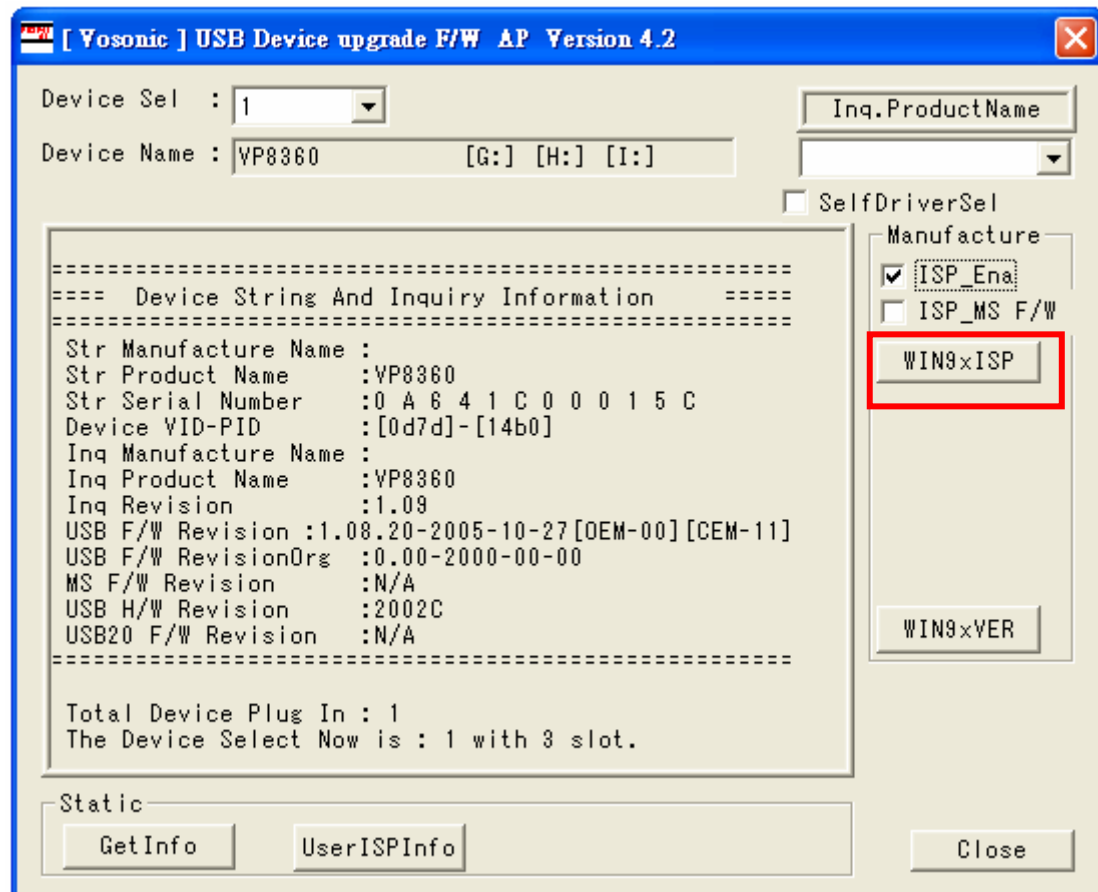 [ Vosonic ] USB Device upgrade F/W AP Version 4.2
Device Sel : 1
Inq.ProductName
Device Name : VP8360 [G:] [H:] [I:]
SelfDriverSel
Manufacture
ISP_Ena
ISP_MS F/W
WIN9xISP
WIN9xVER
=====================================================
==== Device String And Inquiry Information =====
=====================================================
Str Manufacture Name :
Str Product Name :VP8360
Str Serial Number :0 A 6 4 1 C 0 0 0 1 5 C
Device VID-PID :[0d7d]-[14b0]
Inq Manufacture Name :
Inq Product Name :VP8360
Inq Revision :1.09
USB F/W Revision :1.08.20-2005-10-27[OEM-00][CEM-11]
USB F/W RevisionOrg :0.00-2000-00-00
MS F/W Revision :N/A
USB H/W Revision :2002C
USB20 F/W Revision :N/A
=====================================================
Total Device Plug In : 1
The Device Select Now is : 1 with 3 slot.
Static
GetInfo
UserISPInfo
Close